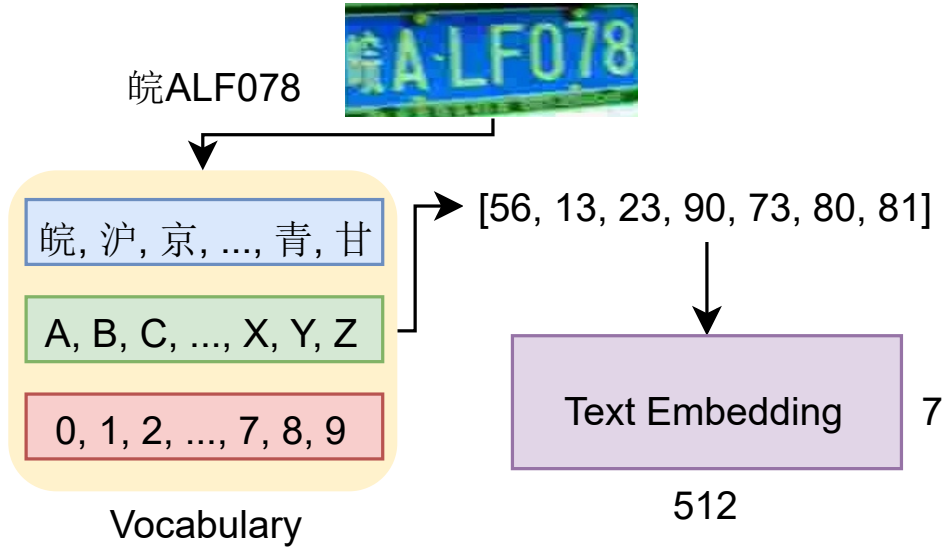 皖A·LF078
皖ALF078
皖, 沪, 京, ..., 青, 甘
A, B, C, ..., X, Y, Z
0, 1, 2, ..., 7, 8, 9
Vocabulary
[56, 13, 23, 90, 73, 80, 81]
Text Embedding
7
512